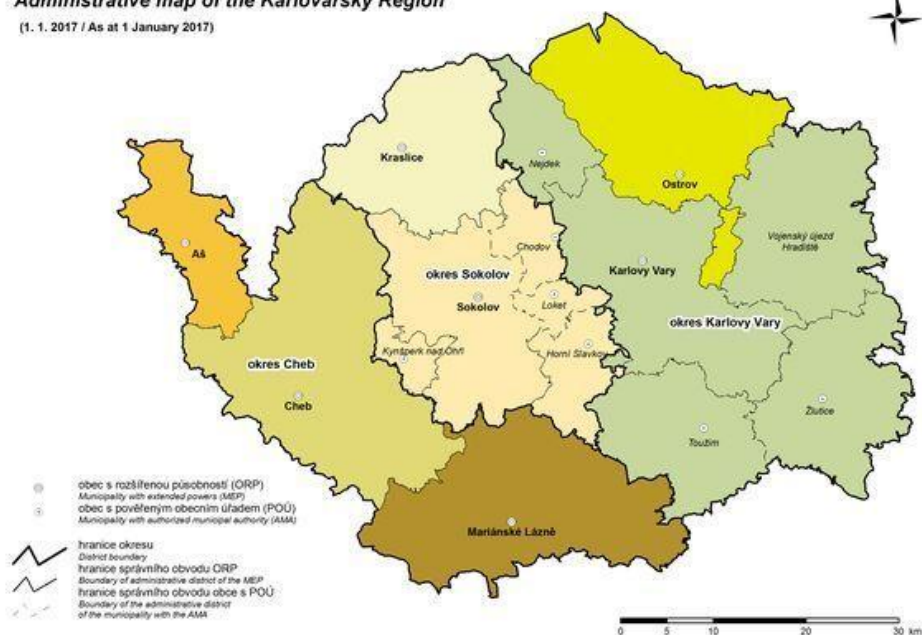 Administrative map of the Karlovarský Region
(1. 1. 2017 / As at 1 January 2017)
Kraslice
Nejdek
Ostrov
Vojenský újezd
Hradiště
Aš
Chodov
okres Sokolov
Karlovy Vary
Sokolov
Loket
okres Karlovy Vary
Kynšperk nad Ohří
Horní Slavkov
okres Cheb
Cheb
Žlutice
Toužim
Mariánské Lázně
obec s rozšířenou působností (ORP)
Municipality with extended powers (MEP)
obec s pověřeným obecním úřadem (POÚ)
Municipality with authorized municipal authority (AMA)
hranice okresu
District boundary
hranice správního obvodu ORP
Boundary of administrative district of the MEP
hranice správního obvodu obce s POÚ
Boundary of the administrative district
of the municipality with the AMA
0 5 10 20 30 km